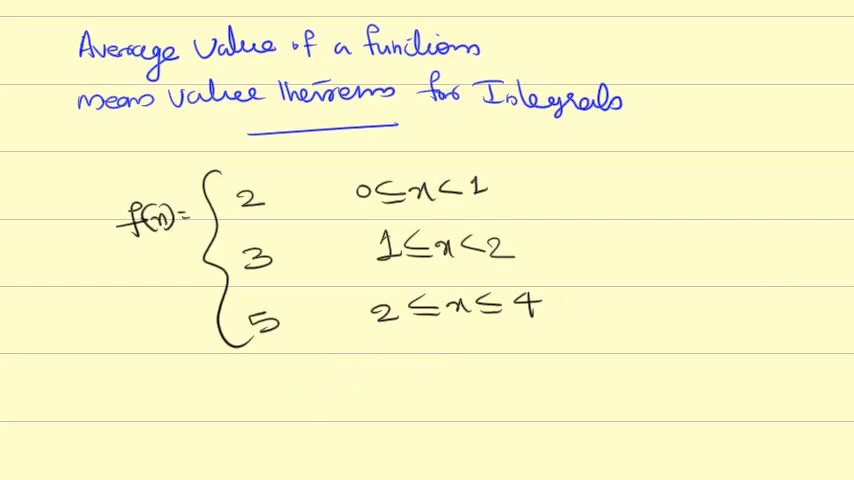 Average value of a functions
mean value theorems for Integrals
f(x) = { 2 0 ≤ x < 1
3 1 ≤ x < 2
5 2 ≤ x ≤ 4